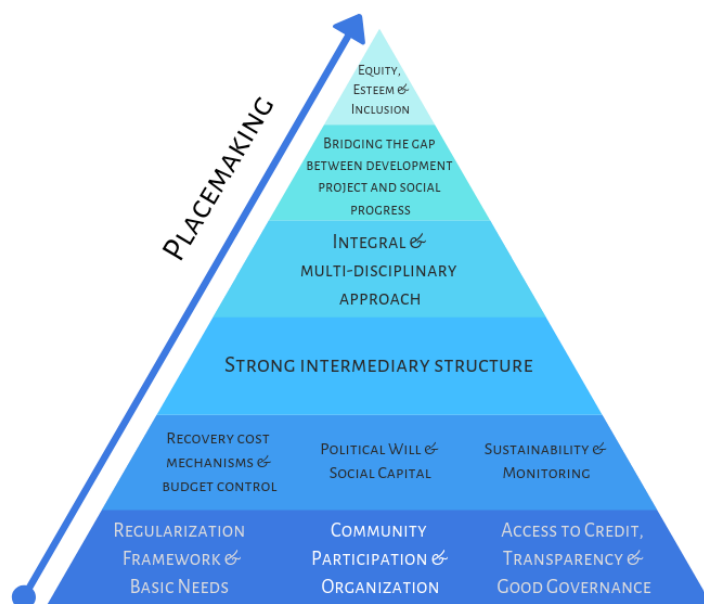 Placemaking
Equity,
Esteem &
Inclusion
Bridging the gap
between development
project and social
progress
Integral &
multi-disciplinary
approach
Strong intermediary structure
Recovery cost
mechanisms &
budget control
Political Will &
Social Capital
Sustainability &
Monitoring
Regularization
Framework &
Basic Needs
Community
Participation &
Organization
Access to Credit,
Transparency &
Good Governance